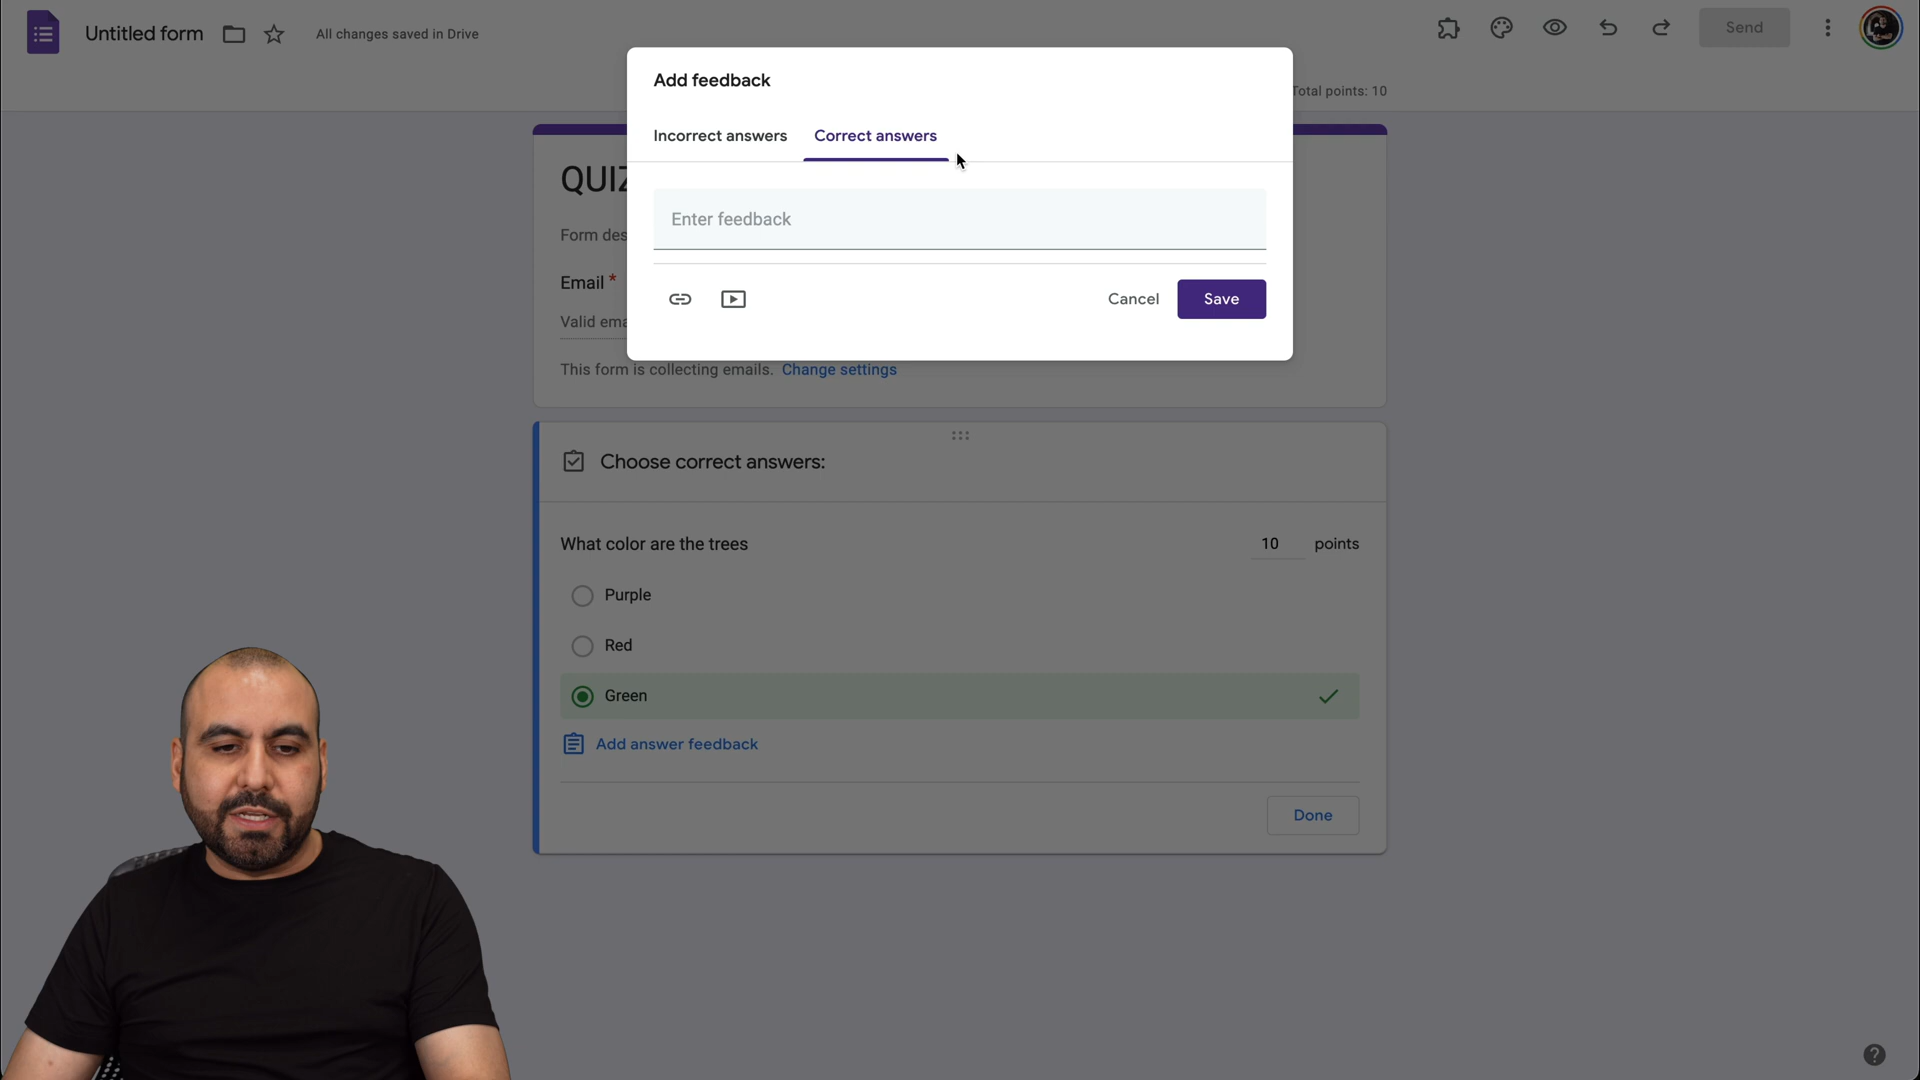 Untitled form
All changes saved in Drive
Send
Add feedback
Total points: 10
Incorrect answers
Correct answers
QUIZ
Enter feedback
Form des
Email *
Cancel
Save
Valid ema
This form is collecting emails. Change settings
Choose correct answers:
What color are the trees
10 points
Purple
Red
Green
Add answer feedback
Done